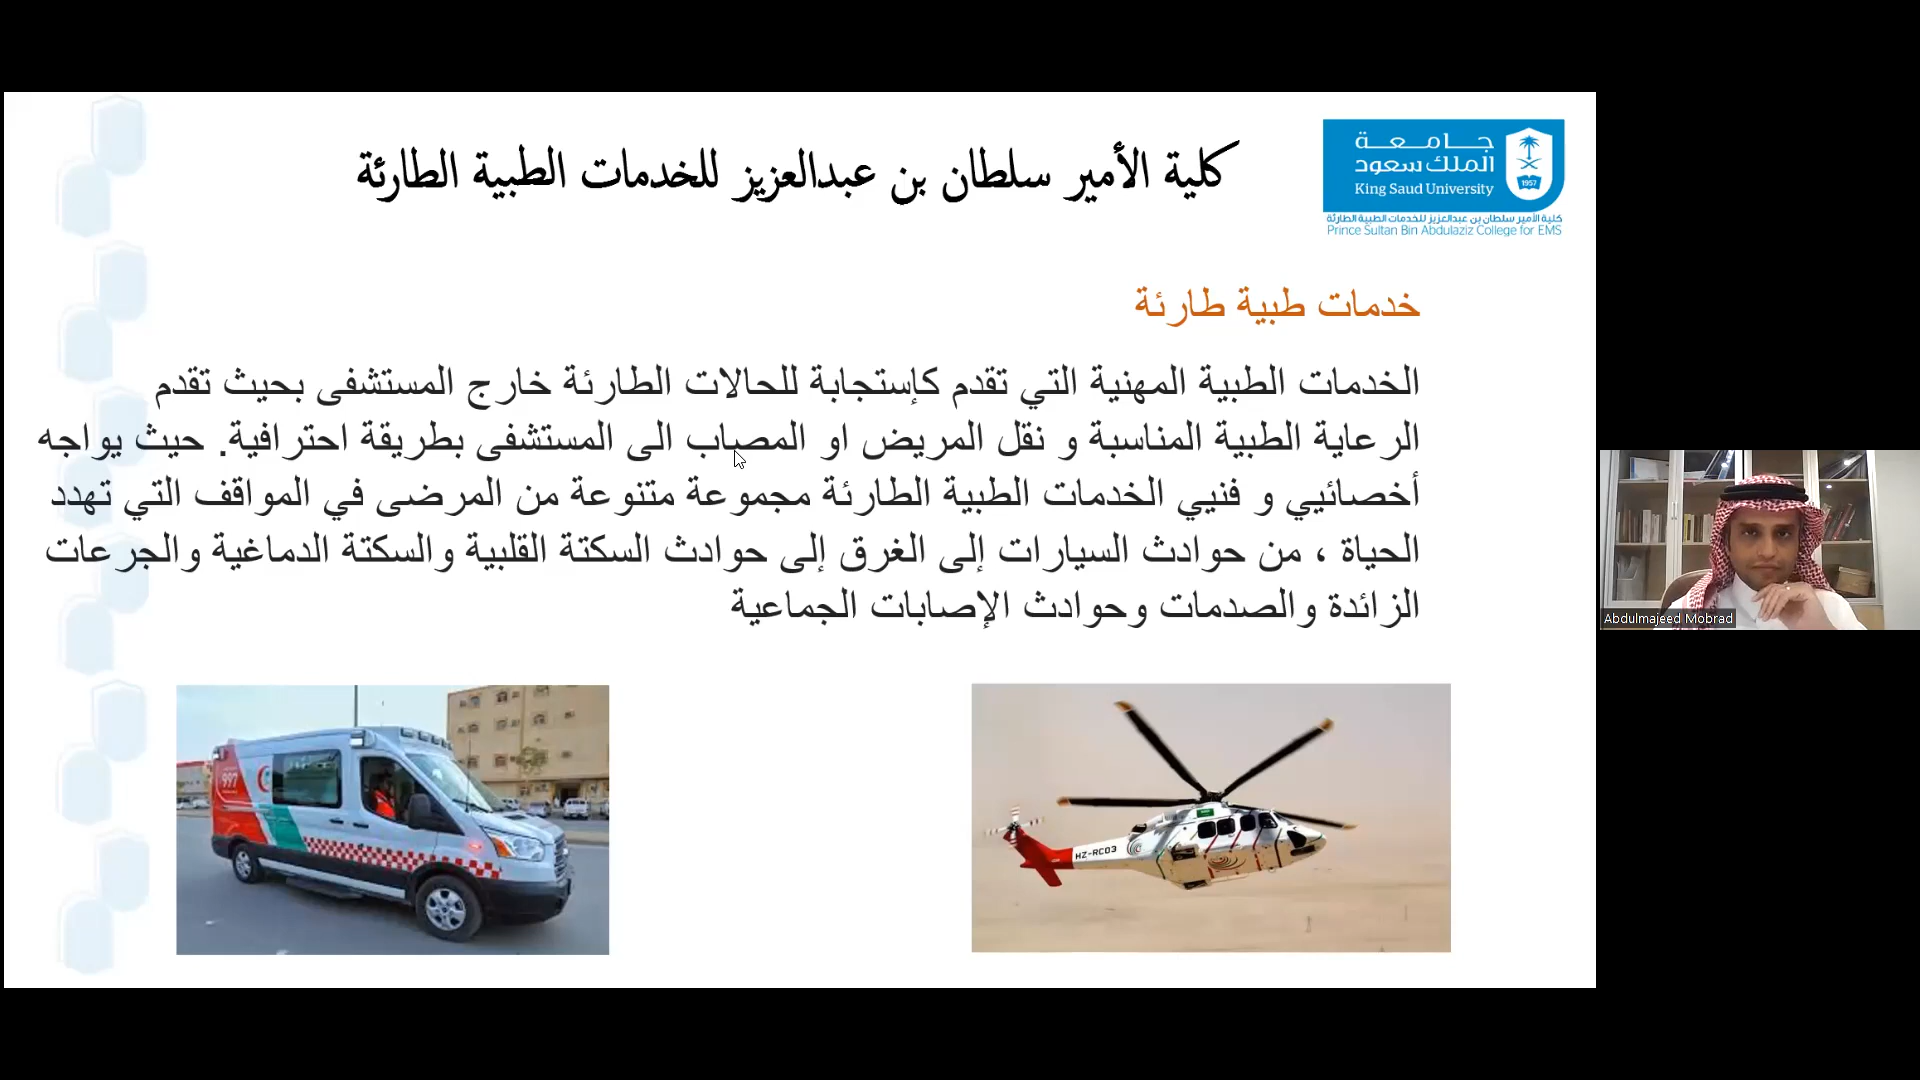 كلية الأمير سلطان بن عبدالعزيز للخدمات الطبية الطارئة
جامعة
الملك سعود
King Saud University
1957
كلية الأمير سلطان بن عبدالعزيز للخدمات الطبية الطارئة
Prince Sultan Bin Abdulaziz College for EMS
خدمات طبية طارئة
الخدمات الطبية المهنية التي تقدم كإستجابة للحالات الطارئة خارج المستشفى بحيث تقدم
الرعاية الطبية المناسبة و نقل المريض او المصاب الى المستشفى بطريقة احترافية. حيث يواجه
أخصائيي و فنيي الخدمات الطبية الطارئة مجموعة متنوعة من المرضى في المواقف التي تهدد
الحياة ، من حوادث السيارات إلى الغرق إلى حوادث السكتة القلبية والسكتة الدماغية والجرعات
الزائدة والصدمات وحوادث الإصابات الجماعية
997
HZ-RC03
Abdulmajeed Mobrad